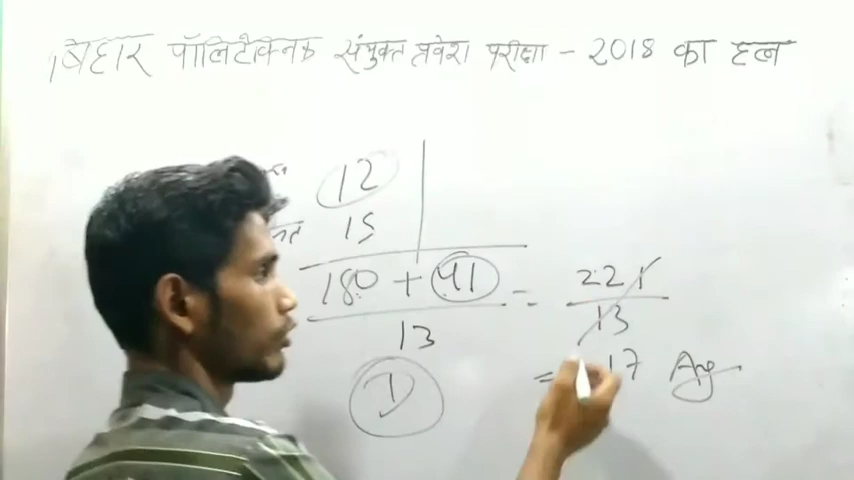 बिहार पॉलिटेक्निक संयुक्त प्रवेश परीक्षा - 2018 का हल
12
15
180 + 41 = 221
13 13
= 17 Ans
D